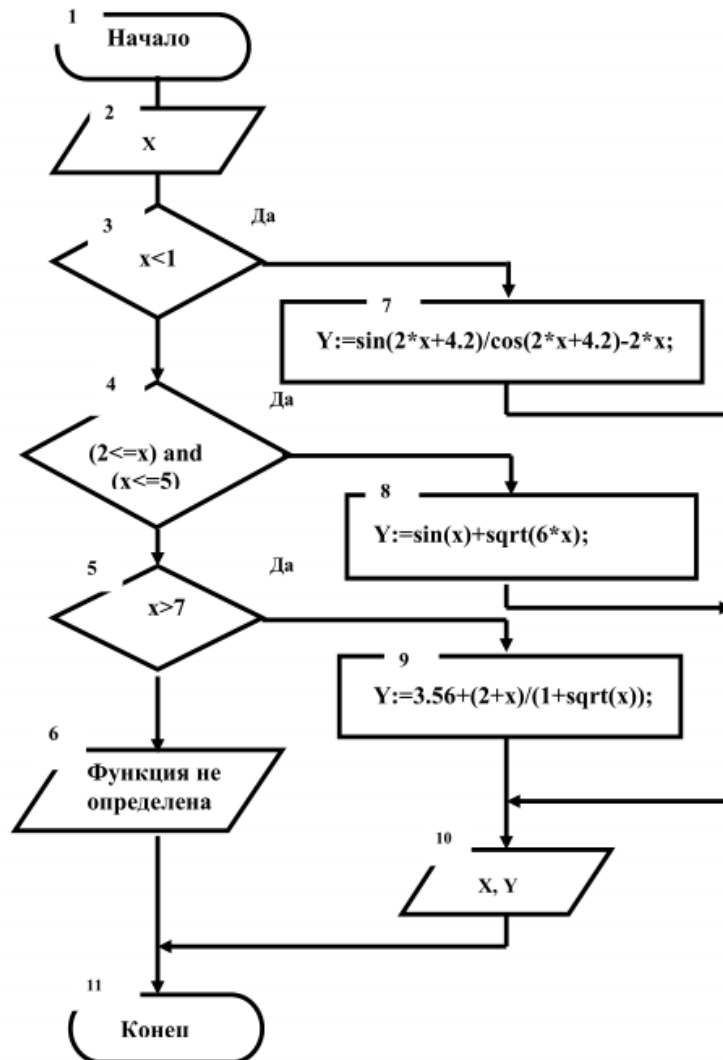 1
Начало
2
X
Да
3
x<1
7
Y:=sin(2*x+4.2)/cos(2*x+4.2)-2*x;
4
Да
(2<=x) and
(x<=5)
8
Y:=sin(x)+sqrt(6*x);
5
Да
x>7
9
Y:=3.56+(2+x)/(1+sqrt(x));
6
Функция не
определена
10
X, Y
11
Конец